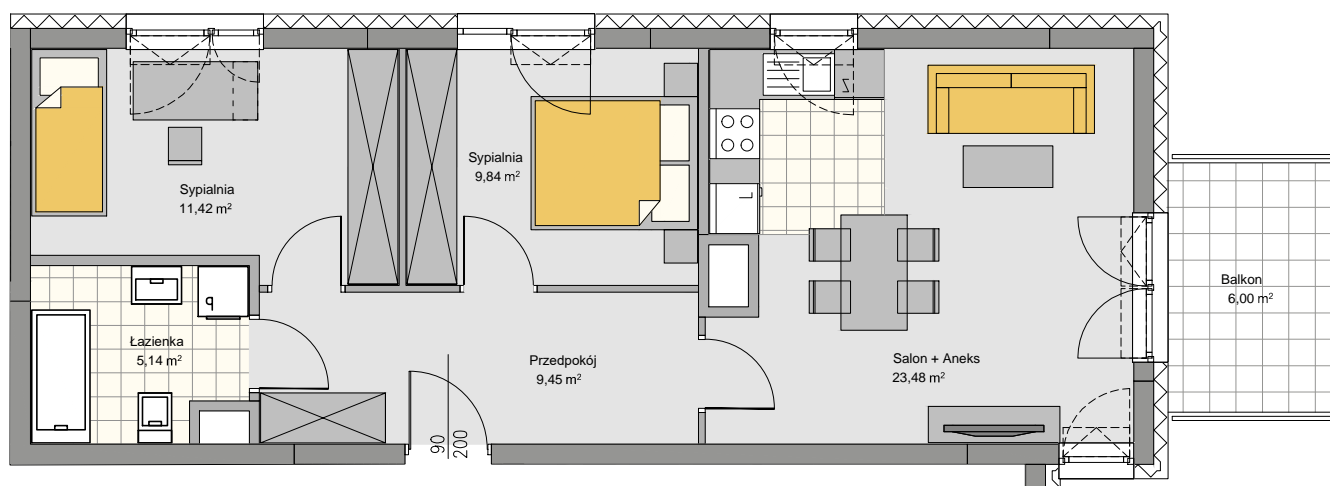 Sypialnia
11,42 m²
Sypialnia
9,84 m²
Balkon
6,00 m²
Łazienka
5,14 m²
Przedpokój
9,45 m²
Salon + Aneks
23,48 m²
90
200